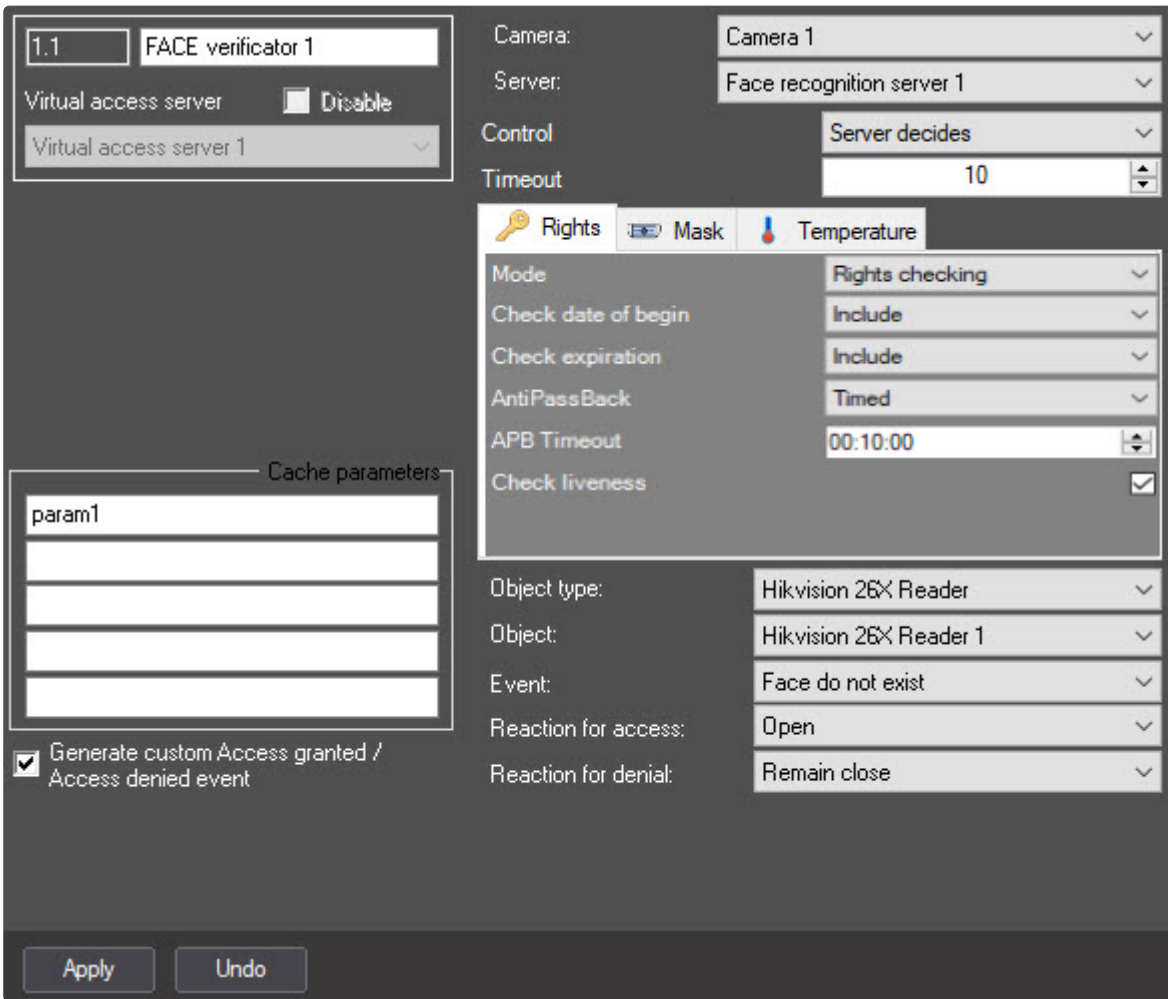 1.1 FACE verificator 1
Virtual access server Disable
Virtual access server 1
Cache parameters
param1
Generate custom Access granted /
Access denied event
Camera: Camera 1
Server: Face recognition server 1
Control Server decides
Timeout 10
Rights Mask Temperature
Mode Rights checking
Check date of begin Include
Check expiration Include
AntiPassBack Timed
APB Timeout 00:10:00
Check liveness
Object type: Hikvision 26X Reader
Object: Hikvision 26X Reader 1
Event: Face do not exist
Reaction for access: Open
Reaction for denial: Remain close
Apply Undo